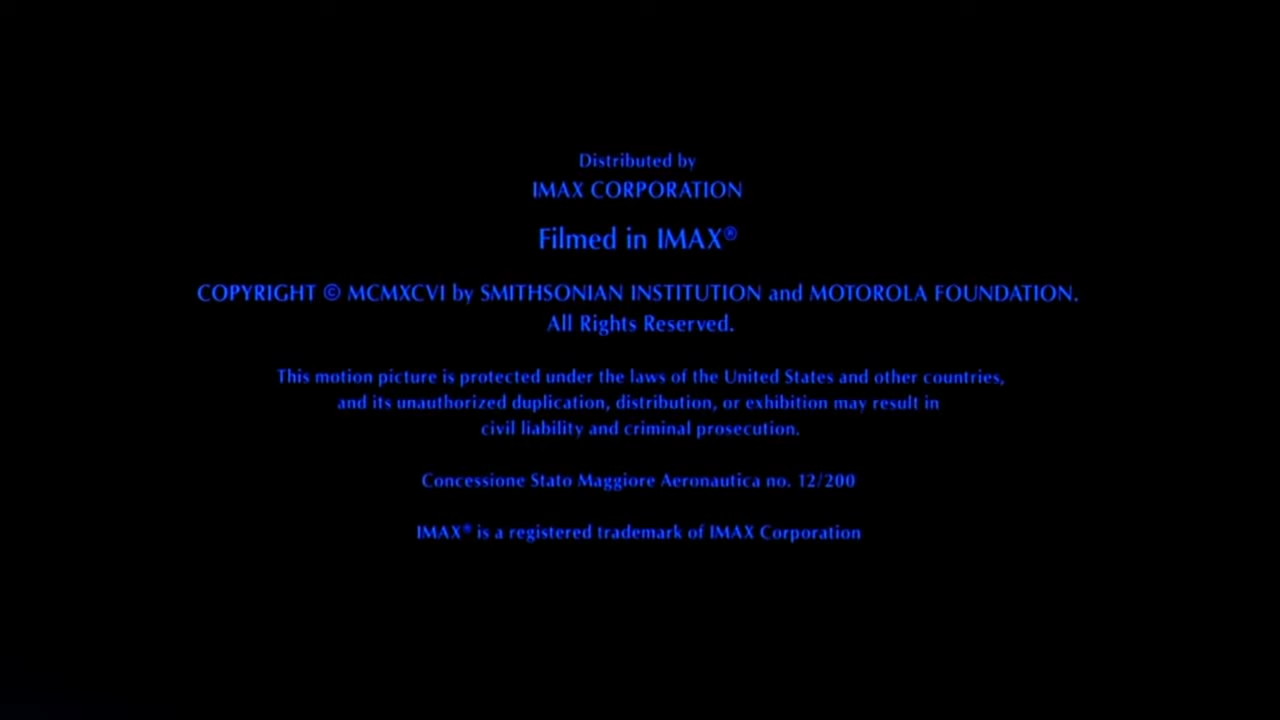 Distributed by
IMAX CORPORATION
Filmed in IMAX®
COPYRIGHT © MCMXCVI by SMITHSONIAN INSTITUTION and MOTOROLA FOUNDATION.
All Rights Reserved.
This motion picture is protected under the laws of the United States and other countries,
and its unauthorized duplication, distribution, or exhibition may result in
civil liability and criminal prosecution.
Concessione Stato Maggiore Aeronautica no. 12/200
IMAX® is a registered trademark of IMAX Corporation